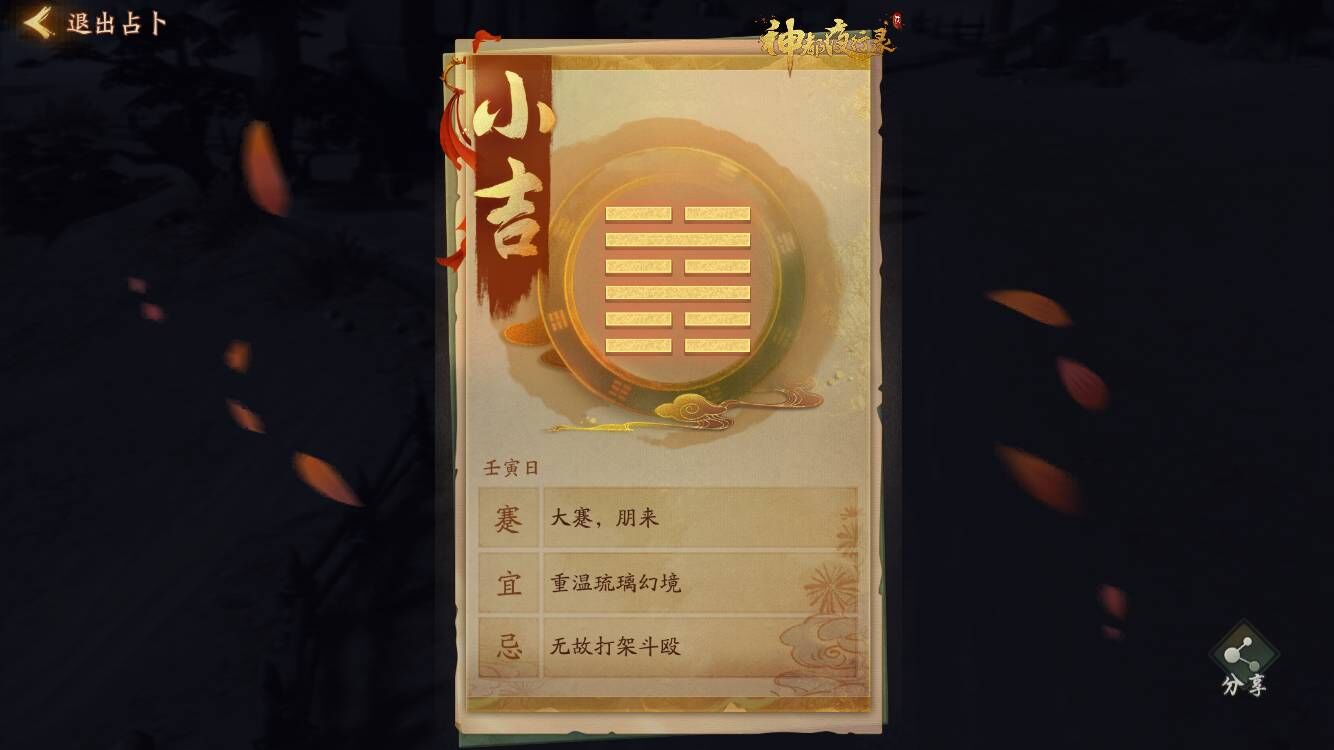 退出占卜
神都夜行录
小吉
壬寅日
蹇
大蹇，朋来
宜
重温琉璃幻境
忌
无故打架斗殴
分享